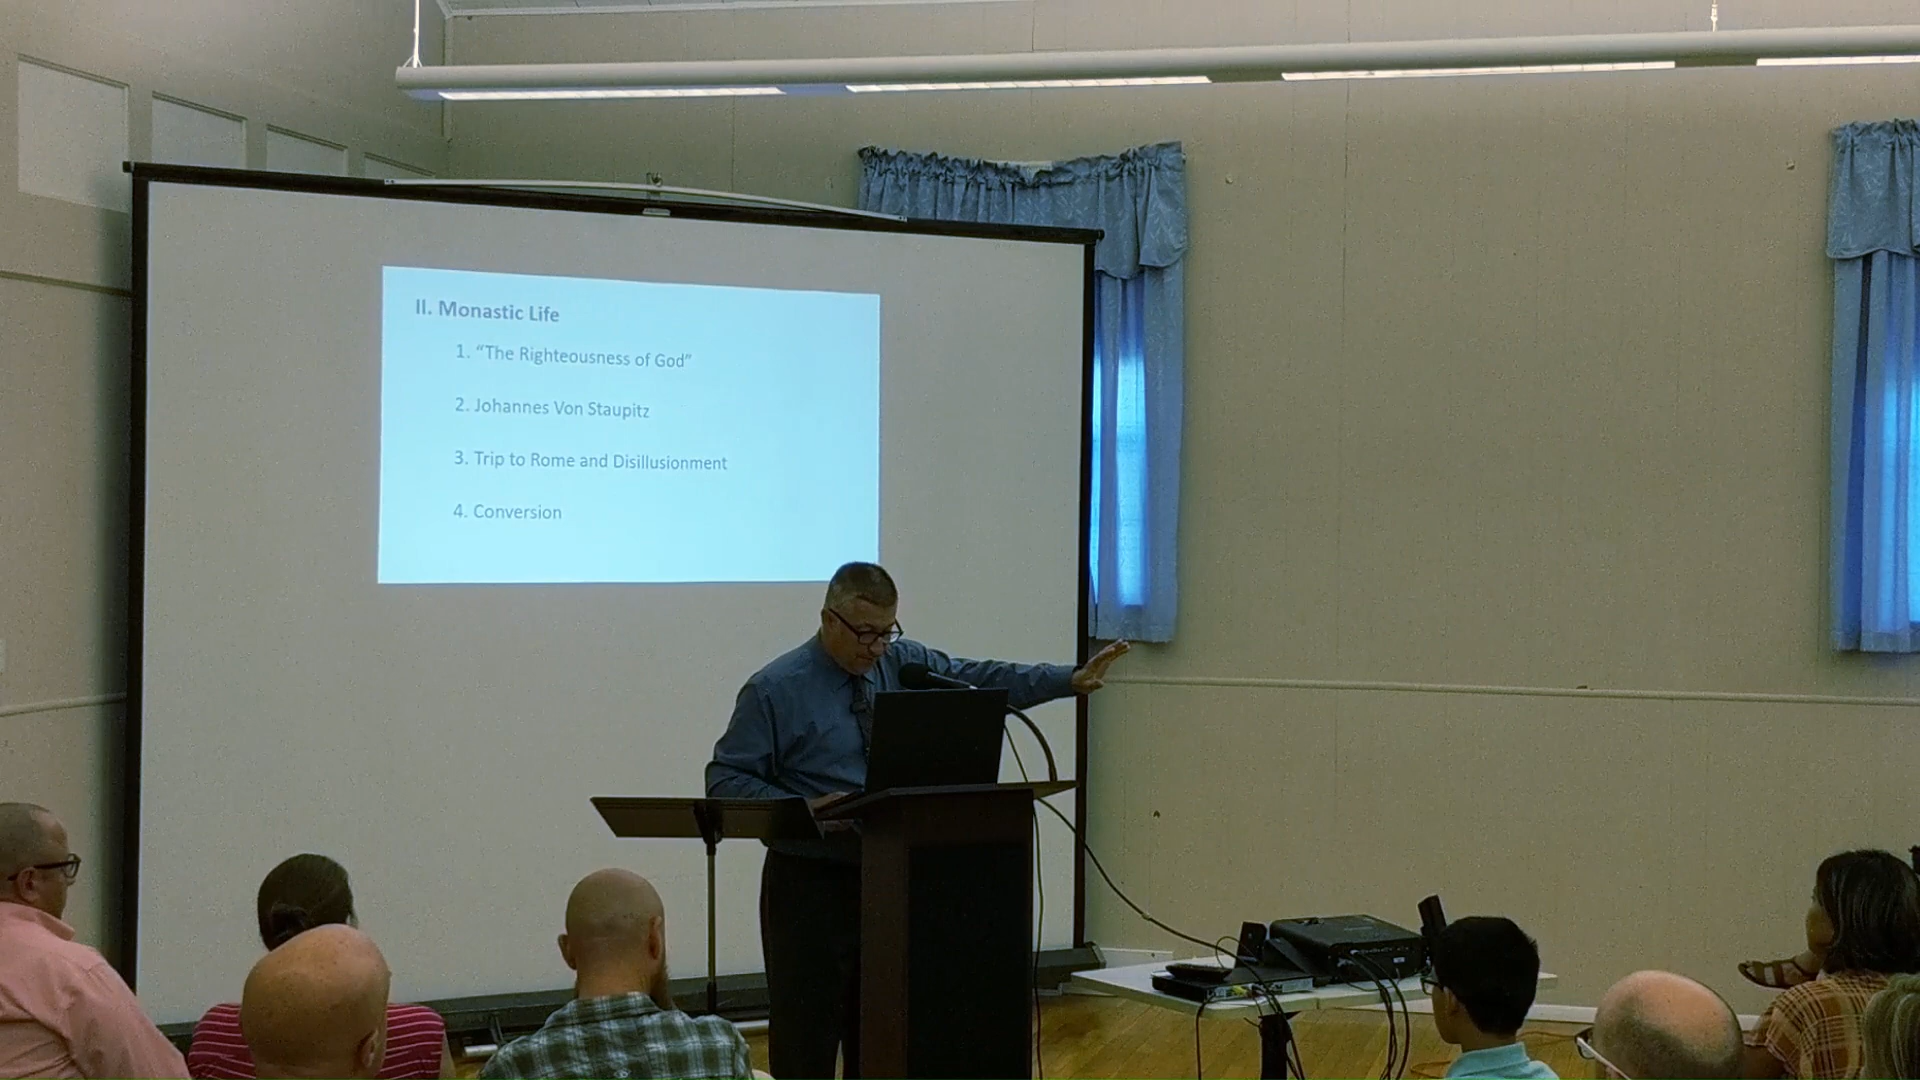 II. Monastic Life
1. “The Righteousness of God”
2. Johannes Von Staupitz
3. Trip to Rome and Disillusionment
4. Conversion